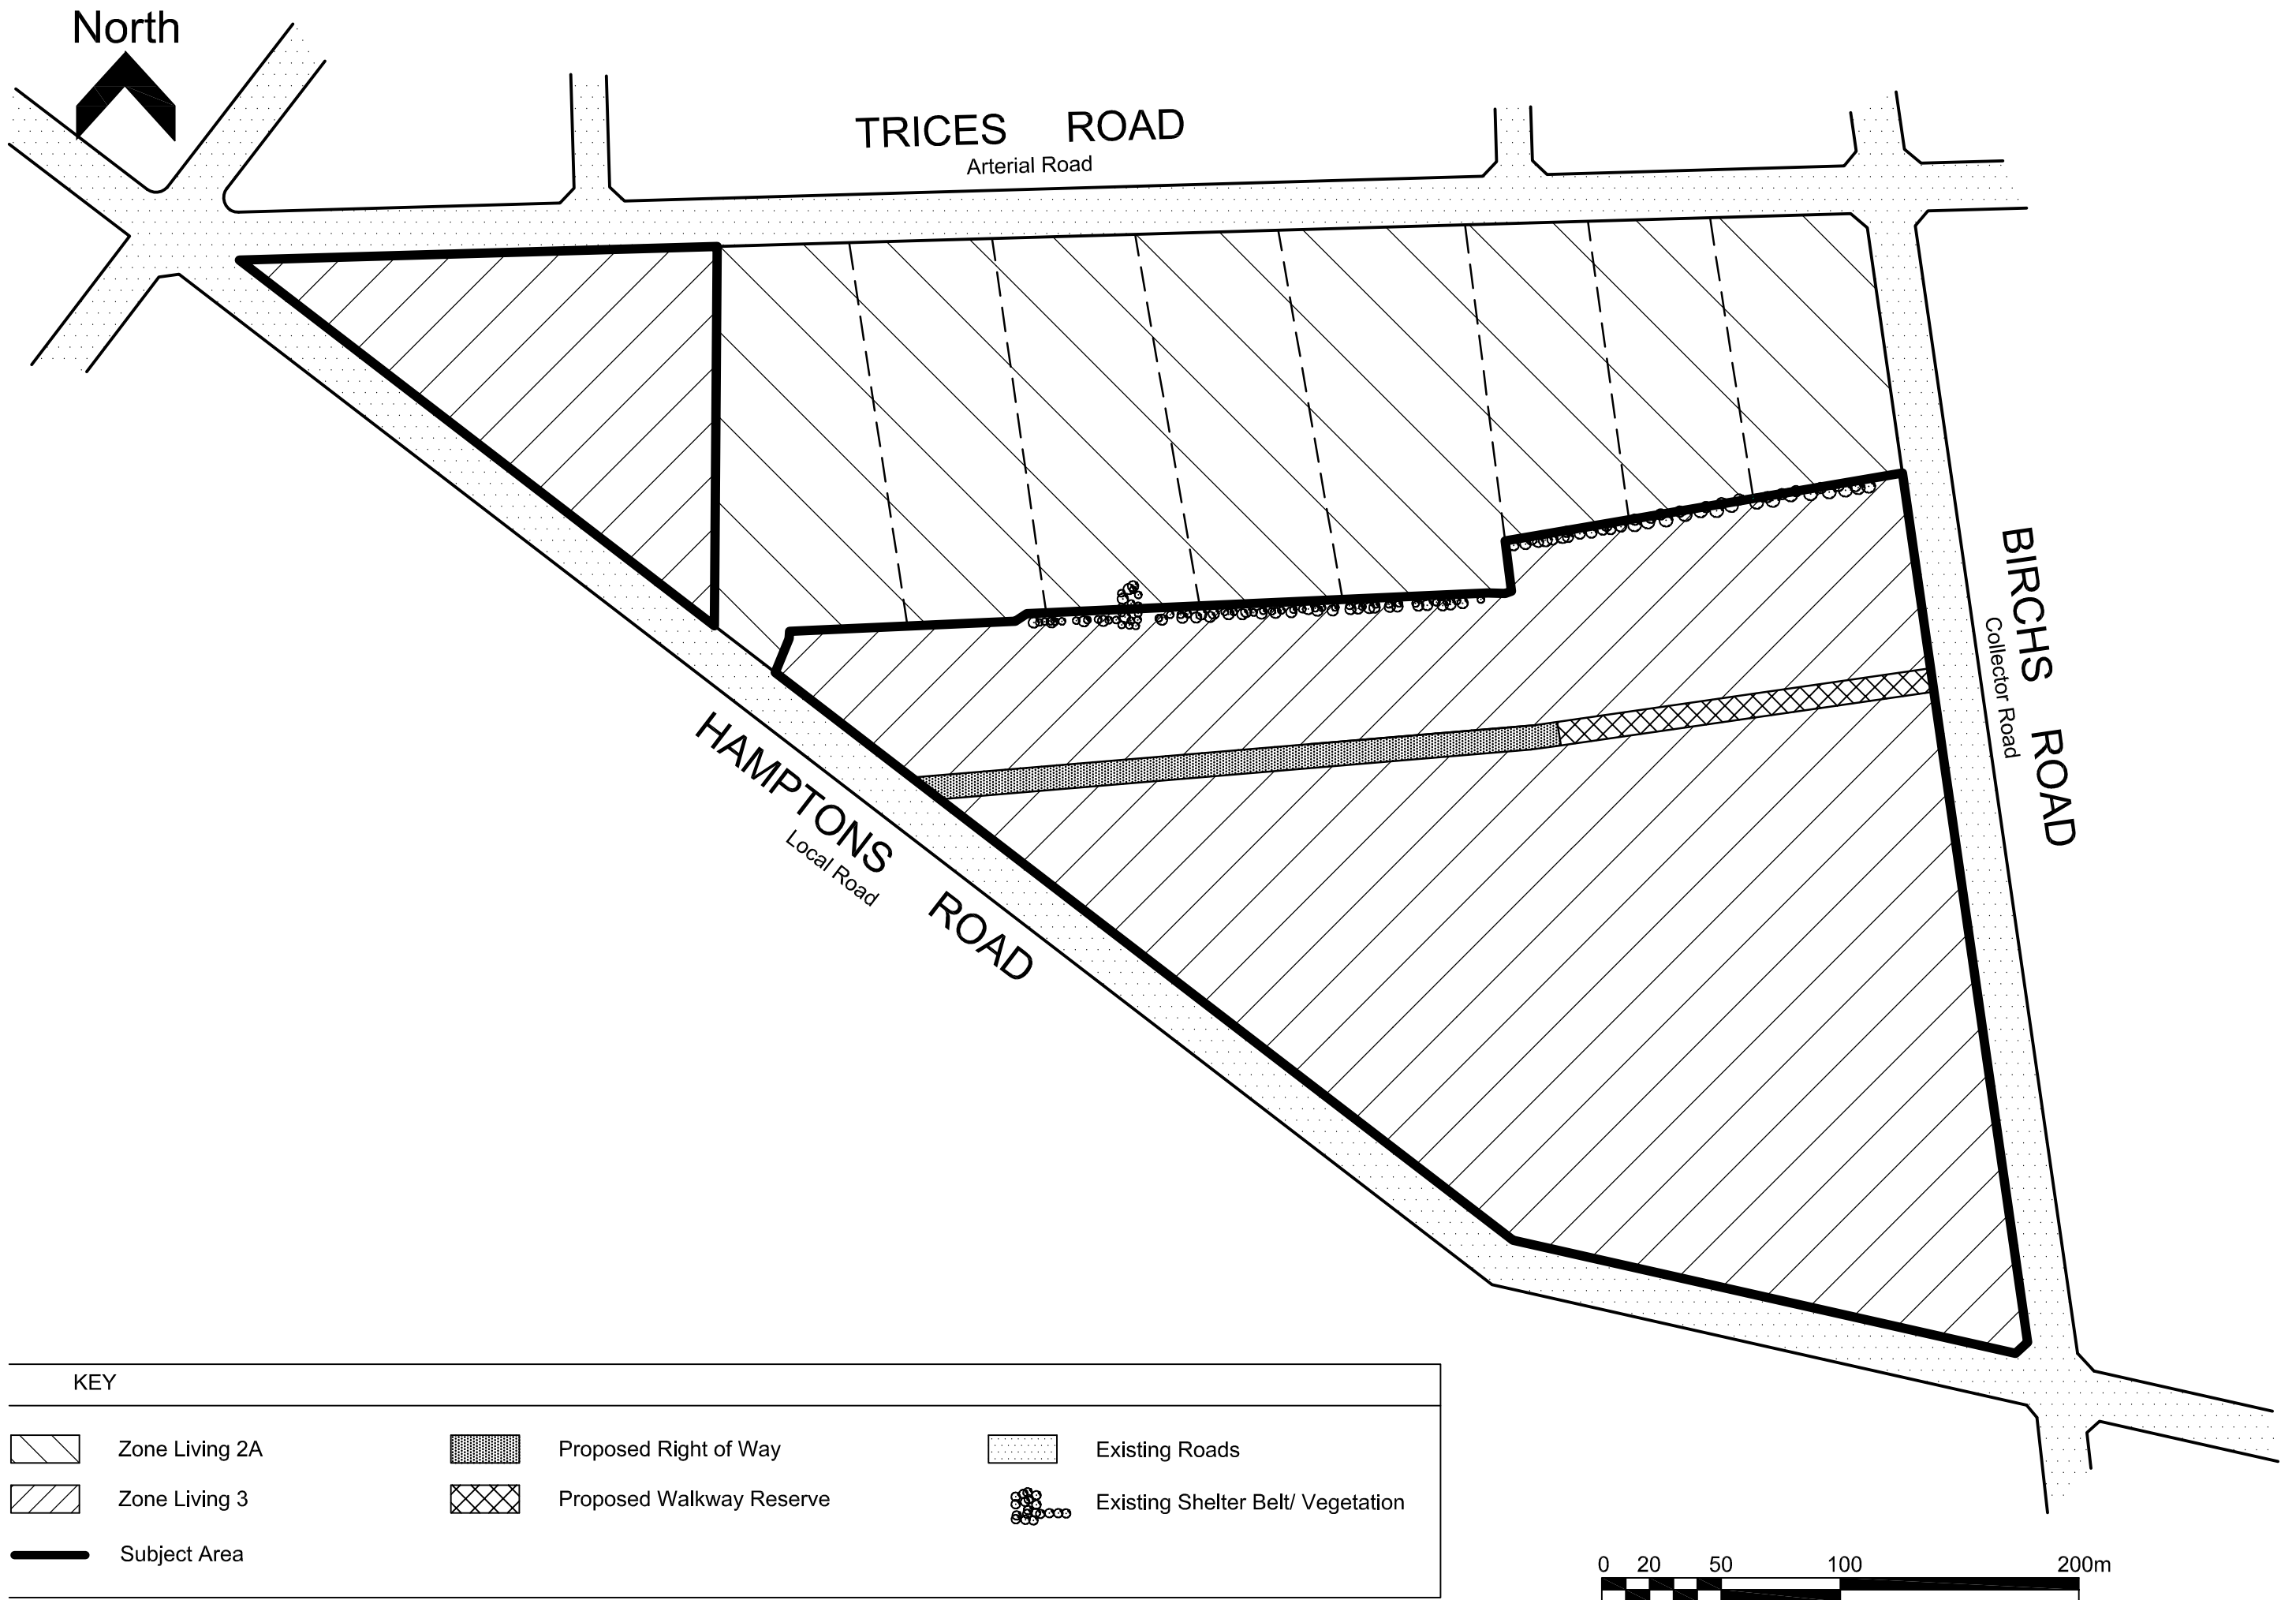 North
TRICES ROAD
Arterial Road
BIRCHS ROAD
Collector Road
HAMPTONS ROAD
Local Road
KEY
Zone Living 2A
Proposed Right of Way
Existing Roads
Zone Living 3
Proposed Walkway Reserve
Existing Shelter Belt/ Vegetation
Subject Area
0 20 50 100 200m